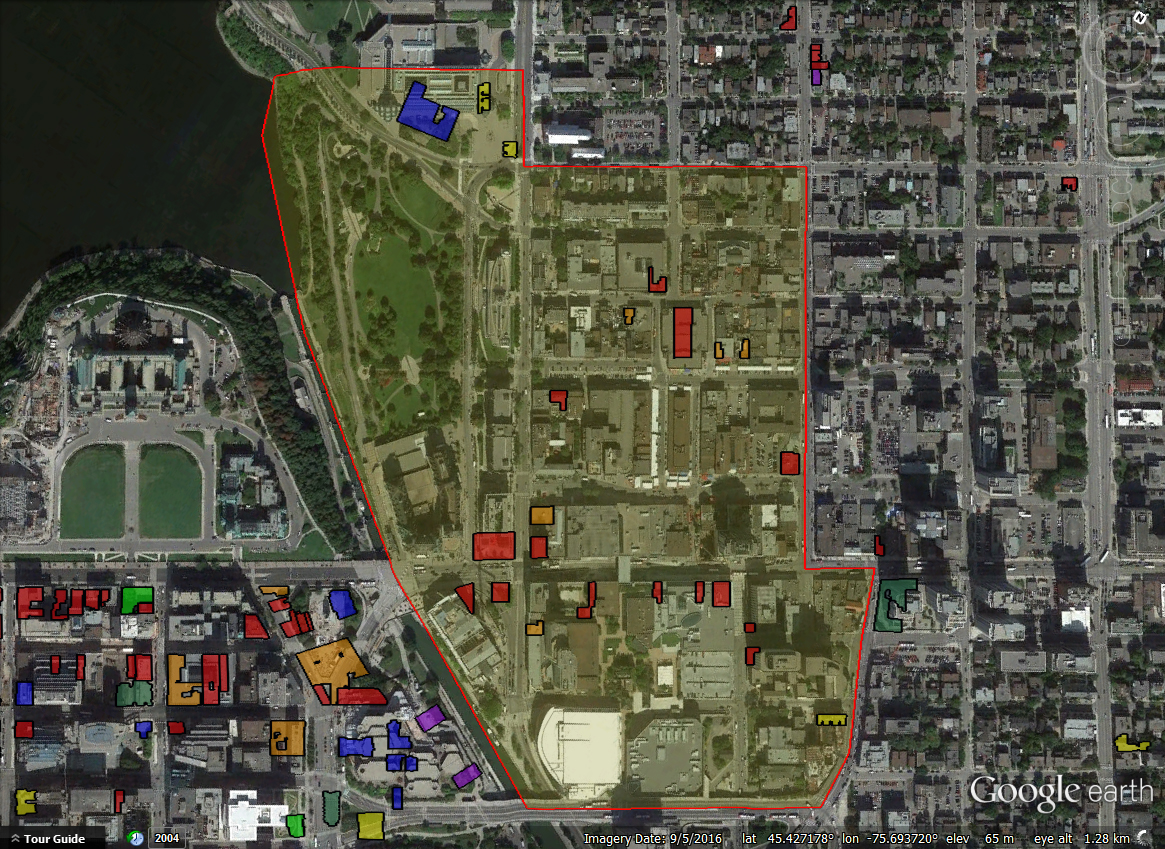 N
Google earth
Tour Guide
2004
Imagery Date: 9/5/2016 lat 45.427178° lon -75.693720° elev 65 m eye alt 1.28 km